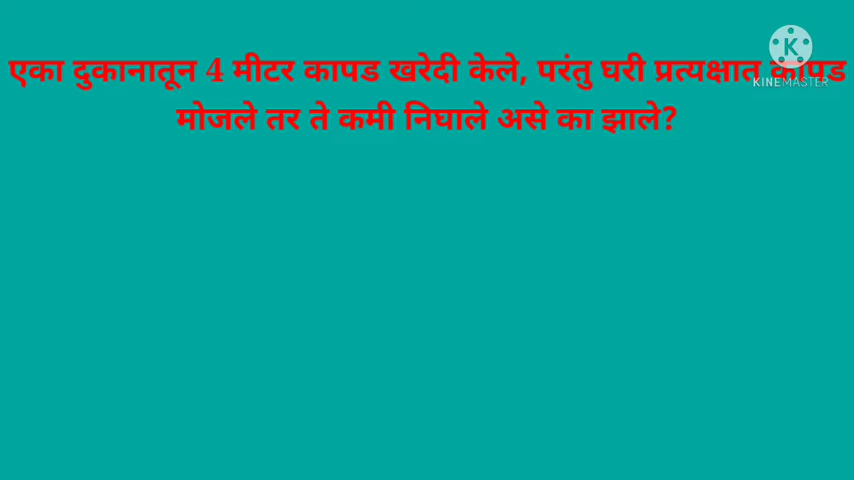 एका दुकानातून 4 मीटर कापड खरेदी केले, परंतु घरी प्रत्यक्षात कापड
मोजले तर ते कमी निघाले असे का झाले?
K
KINEMASTER